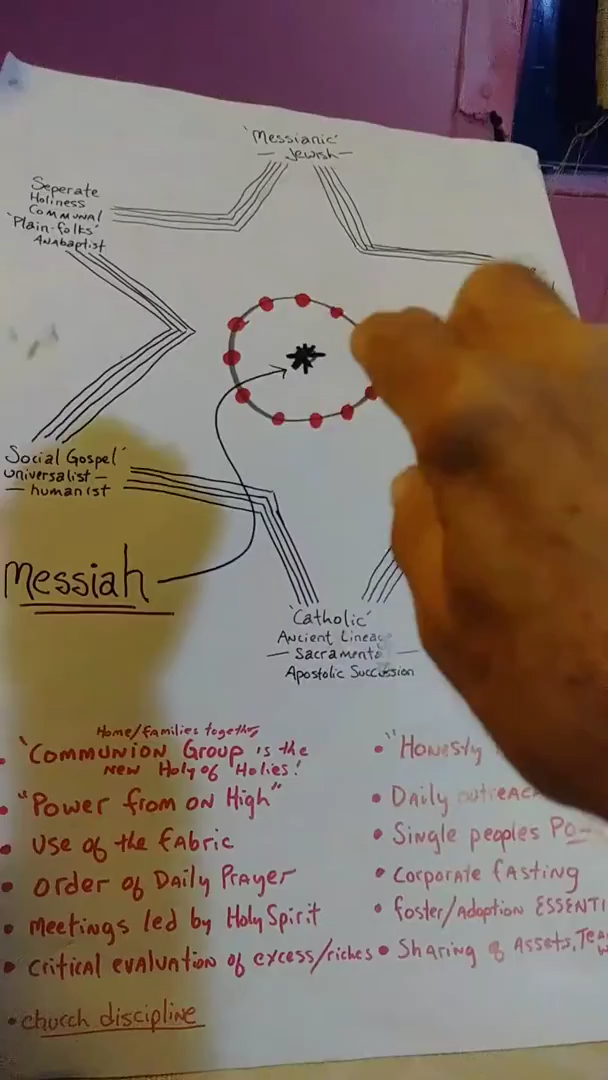 'Messianic'
— Jewish —
Seperate
Holiness
Communal
'Plain-folks'
Anabaptist
Social Gospel'
universalist —
— humanist
Messiah
'Catholic'
Ancient Lineage
— Sacraments
Apostolic Succession
Home/families together,
• 'Communion Group is the
new Holy of Holies!
• "Power from on High"
• Use of the fabric
• Order of Daily Prayer
• Meetings led by Holy Spirit
• critical evaluation of excess/riches
• church discipline
• "Honesty
• Daily outreach
• Single peoples
• Corporate fasting
• foster/Adoption ESSENTI
• Sharing of Assets,